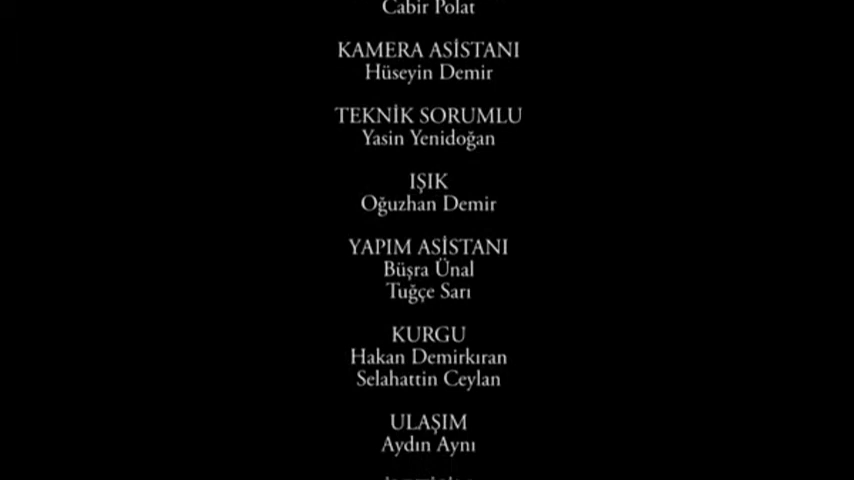 Cabir Polat
KAMERA ASİSTANI
Hüseyin Demir
TEKNİK SORUMLU
Yasin Yenidoğan
IŞIK
Oğuzhan Demir
YAPIM ASİSTANI
Büşra Ünal
Tuğçe Sarı
KURGU
Hakan Demirkıran
Selahattin Ceylan
ULAŞIM
Aydın Aynı